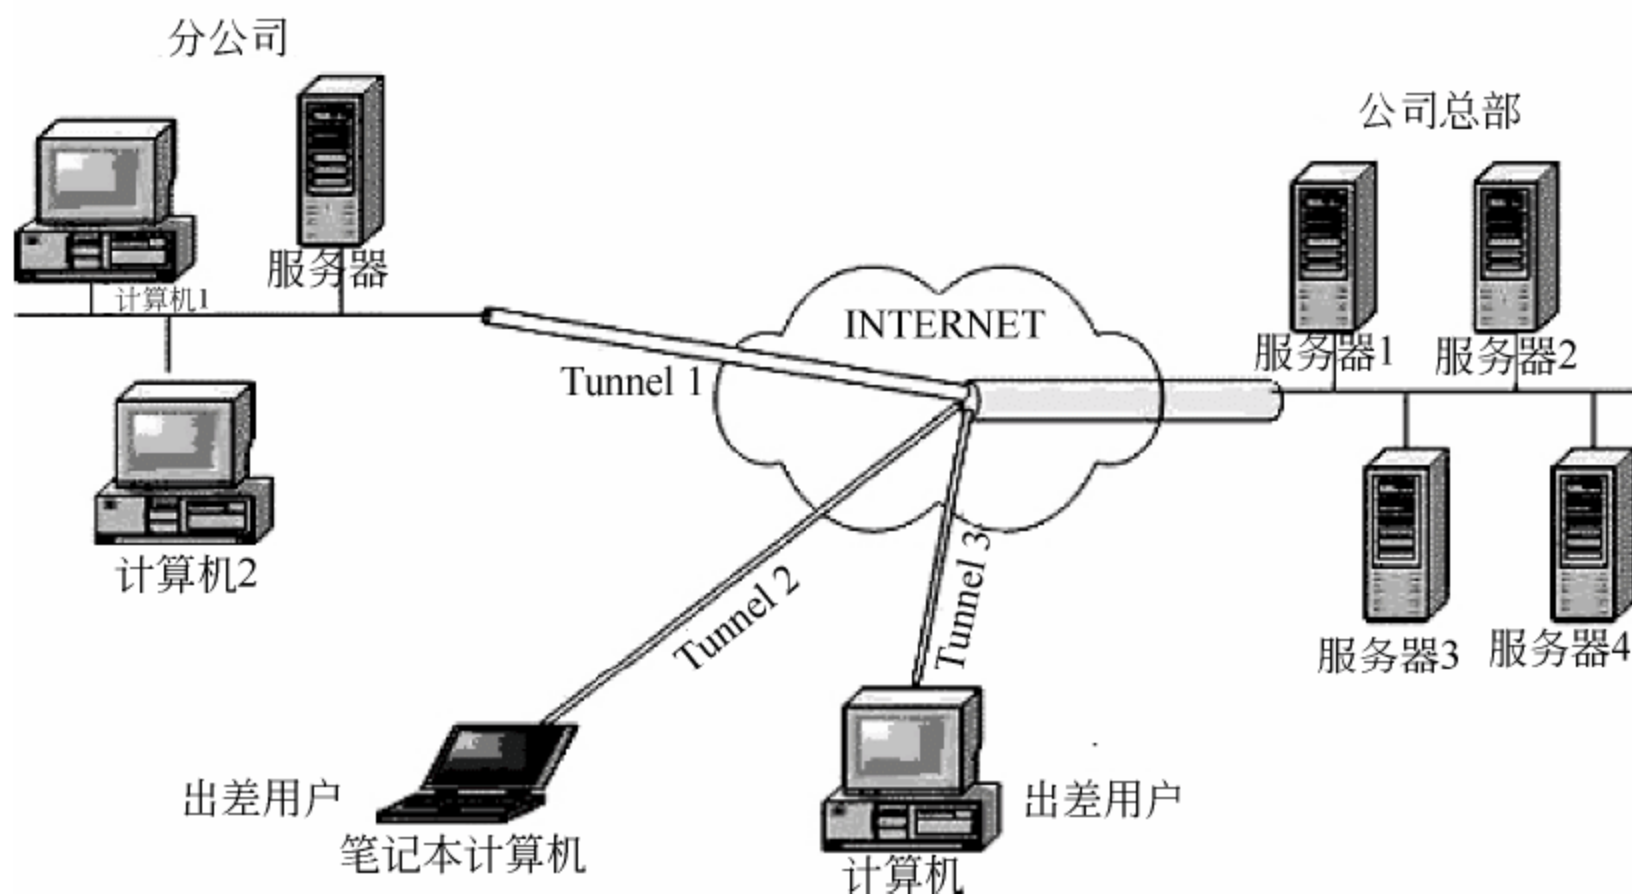 分公司
公司总部
服务器
计算机1
INTERNET
服务器1
服务器2
Tunnel 1
计算机2
Tunnel 2
Tunnel 3
服务器3
服务器4
出差用户
笔记本计算机
出差用户
计算机